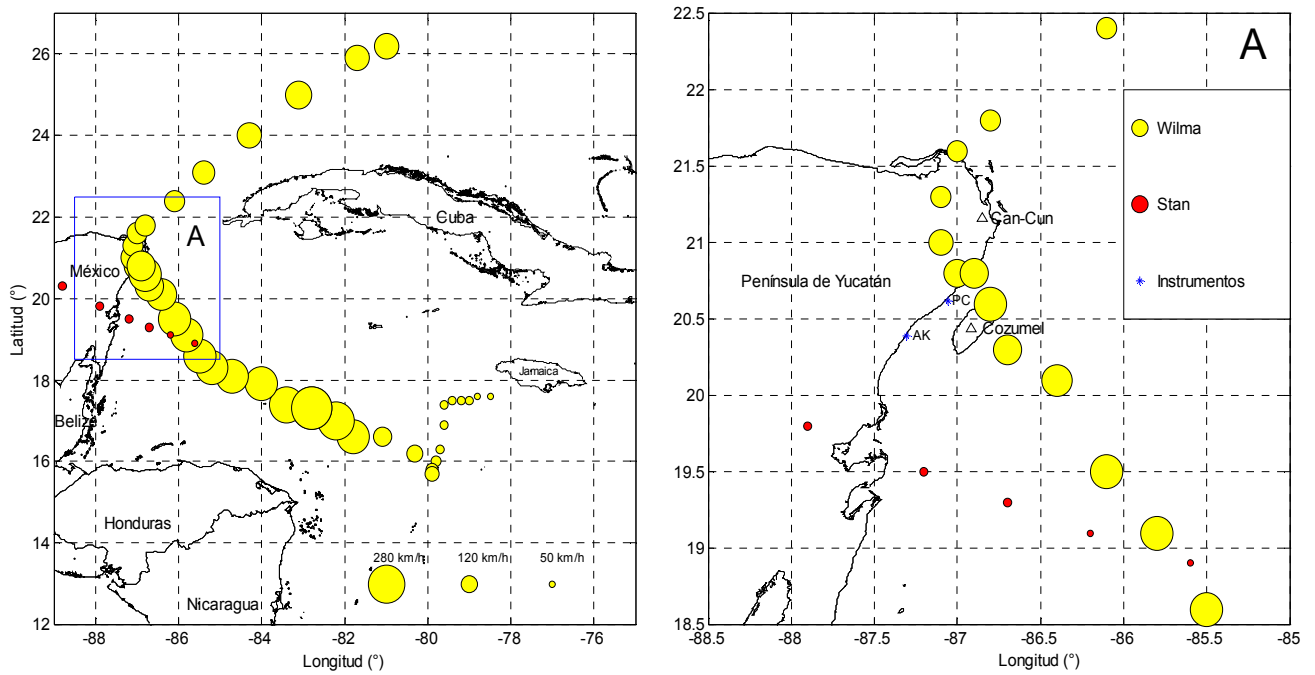 26
24
22
20
18
16
14
12
Latitud (°)
-88
-86
-84
-82
-80
-78
-76
Longitud (°)
A
México
Cuba
Jamaica
Belize
Honduras
Nicaragua
280 km/h
120 km/h
50 km/h
22.5
22
21.5
21
20.5
20
19.5
19
18.5
-88.5
-88
-87.5
-87
-86.5
-86
-85.5
-85
Longitud (°)
A
Wilma
Stan
Instrumentos
Can-Cun
Península de Yucatán
PC
AK
Cozumel